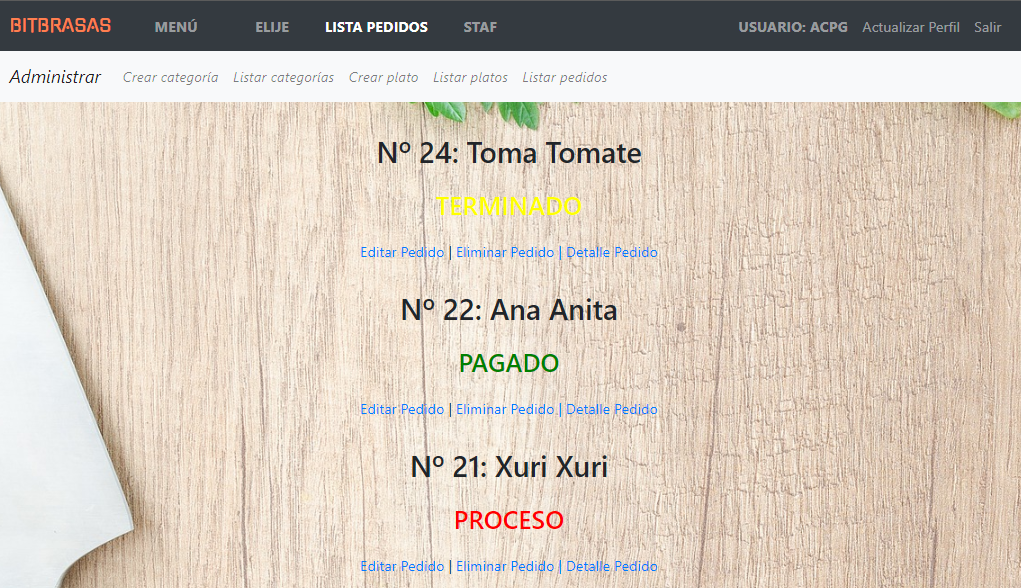 BITBRASAS MENÚ ELIJE LISTA PEDIDOS STAF USUARIO: ACPG Actualizar Perfil Salir
Administrar Crear categoría Listar categorías Crear plato Listar platos Listar pedidos
Nº 24: Toma Tomate
TERMINADO
Editar Pedido | Eliminar Pedido | Detalle Pedido
Nº 22: Ana Anita
PAGADO
Editar Pedido | Eliminar Pedido | Detalle Pedido
Nº 21: Xuri Xuri
PROCESO
Editar Pedido | Eliminar Pedido | Detalle Pedido